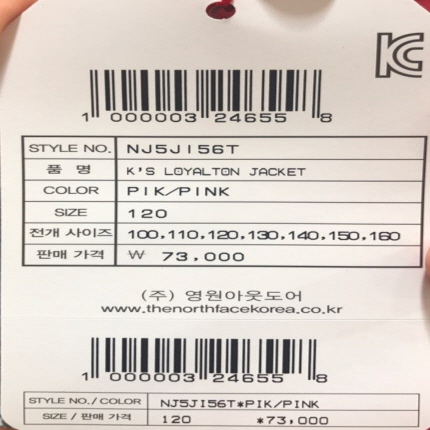 KC
1 000003 24655 8
STYLE NO. NJ5JI56T
품 명 K'S LOYALTON JACKET
COLOR PIK/PINK
SIZE 120
전개 사이즈 100,110,120,130,140,150,160
판매 가격 ₩ 73,000
(주) 영원아웃도어
www.thenorthfacekorea.co.kr
1 000003 24655 8
STYLE NO./COLOR NJ5JI56T*PIK/PINK
SIZE / 판매 가격 120 *73,000